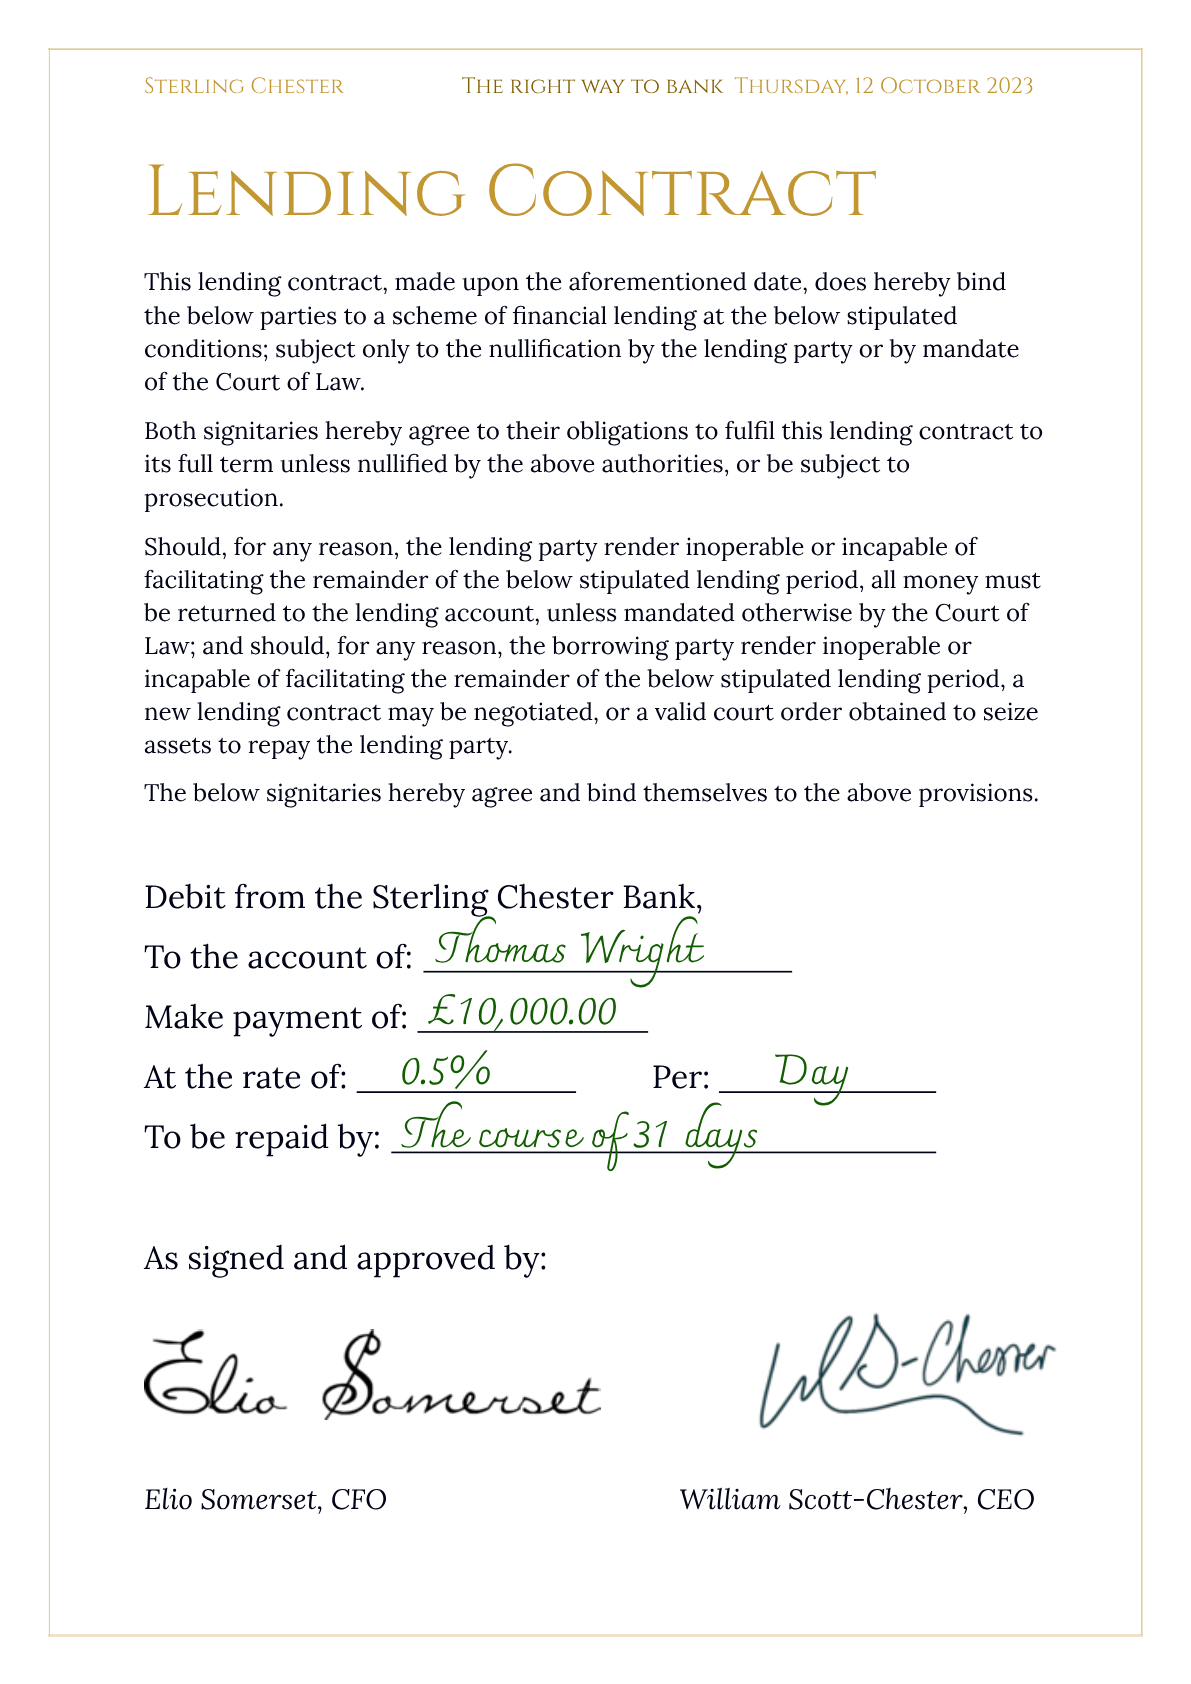 Sterling Chester The right way to bank Thursday, 12 October 2023
Lending Contract
This lending contract, made upon the aforementioned date, does hereby bind
the below parties to a scheme of financial lending at the below stipulated
conditions; subject only to the nullification by the lending party or by mandate
of the Court of Law.
Both signitaries hereby agree to their obligations to fulfil this lending contract to
its full term unless nullified by the above authorities, or be subject to
prosecution.
Should, for any reason, the lending party render inoperable or incapable of
facilitating the remainder of the below stipulated lending period, all money must
be returned to the lending account, unless mandated otherwise by the Court of
Law; and should, for any reason, the borrowing party render inoperable or
incapable of facilitating the remainder of the below stipulated lending period, a
new lending contract may be negotiated, or a valid court order obtained to seize
assets to repay the lending party.
The below signitaries hereby agree and bind themselves to the above provisions.
Debit from the Sterling Chester Bank,
To the account of: Thomas Wright
Make payment of: £10,000.00
At the rate of: 0.5% Per: Day
To be repaid by: The course of 31 days
As signed and approved by:
Elio Somerset WS-Chester
Elio Somerset, CFO William Scott-Chester, CEO